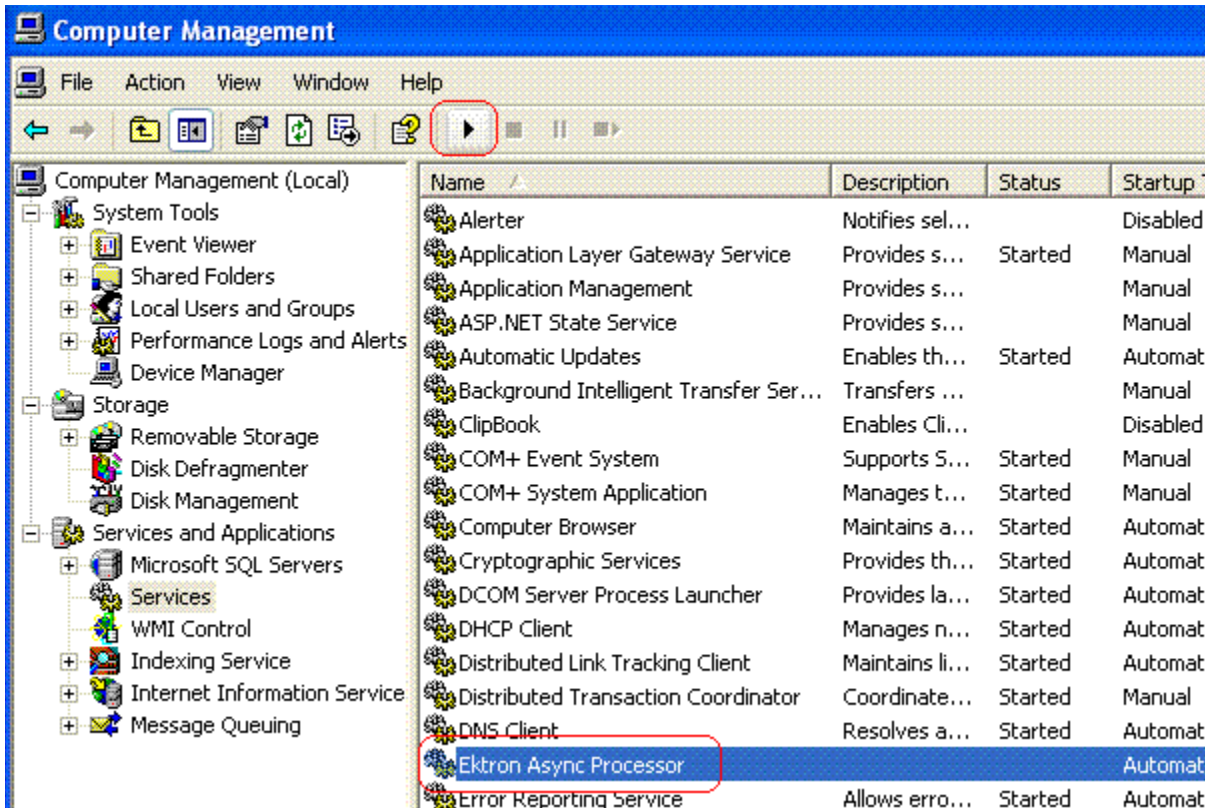 Computer Management
File Action View Window Help
Computer Management (Local)
System Tools
Event Viewer
Shared Folders
Local Users and Groups
Performance Logs and Alerts
Device Manager
Storage
Removable Storage
Disk Defragmenter
Disk Management
Services and Applications
Microsoft SQL Servers
Services
WMI Control
Indexing Service
Internet Information Service
Message Queuing
Name Description Status Startup T
Alerter Notifies sel... Disabled
Application Layer Gateway Service Provides s... Started Manual
Application Management Provides s... Manual
ASP.NET State Service Provides s... Manual
Automatic Updates Enables th... Started Automat
Background Intelligent Transfer Ser... Transfers ... Manual
ClipBook Enables Cli... Disabled
COM+ Event System Supports S... Started Manual
COM+ System Application Manages t... Started Manual
Computer Browser Maintains a... Started Automat
Cryptographic Services Provides th... Started Automat
DCOM Server Process Launcher Provides la... Started Automat
DHCP Client Manages n... Started Automat
Distributed Link Tracking Client Maintains li... Started Automat
Distributed Transaction Coordinator Coordinate... Started Manual
DNS Client Resolves a... Started Automat
Ektron Async Processor Automat
Error Reporting Service Allows erro... Started Automat